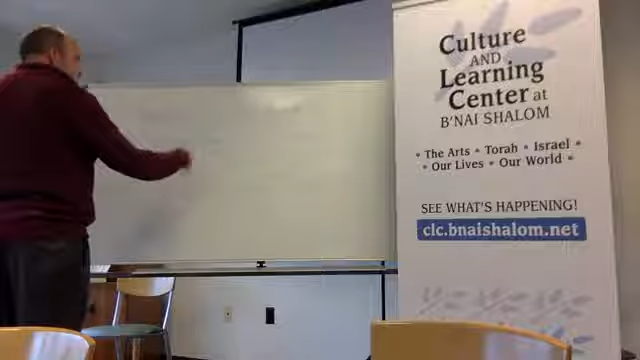 Culture
AND
Learning
Center at
B'NAI SHALOM
• The Arts • Torah • Israel •
• Our Lives • Our World •
SEE WHAT'S HAPPENING!
clc.bnaishalom.net